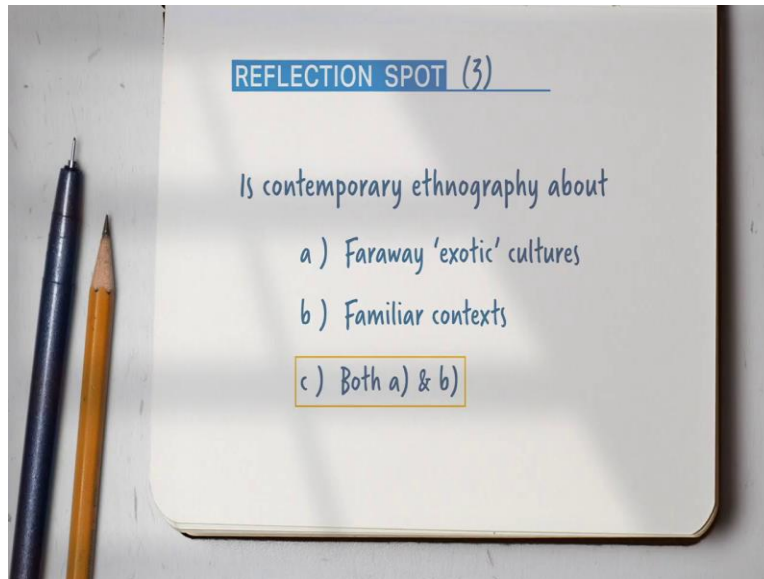 REFLECTION SPOT (3)
Is contemporary ethnography about
a ) Faraway 'exotic' cultures
b ) Familiar contexts
c ) Both a) & b)